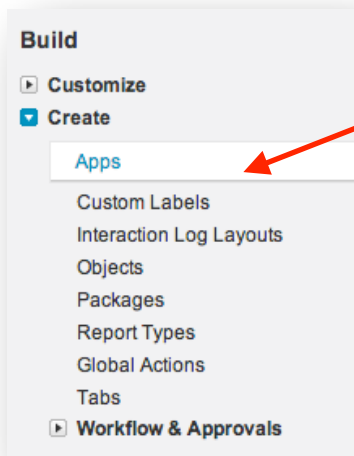 Build
Customize
Create
Apps
Custom Labels
Interaction Log Layouts
Objects
Packages
Report Types
Global Actions
Tabs
Workflow & Approvals